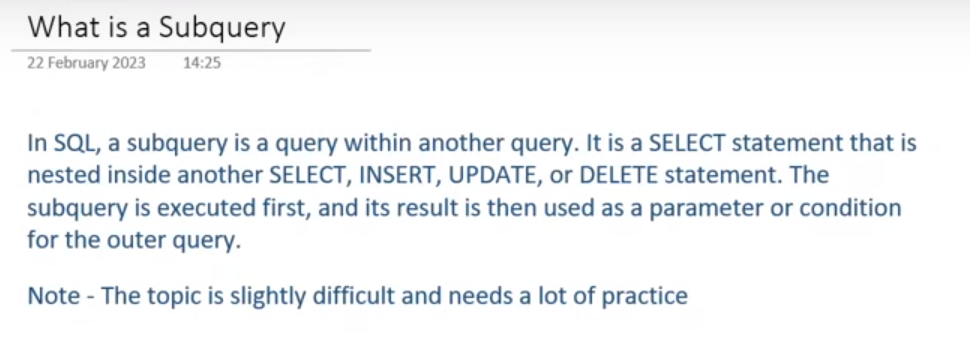 What is a Subquery
22 February 2023 14:25
In SQL, a subquery is a query within another query. It is a SELECT statement that is
nested inside another SELECT, INSERT, UPDATE, or DELETE statement. The
subquery is executed first, and its result is then used as a parameter or condition
for the outer query.
Note - The topic is slightly difficult and needs a lot of practice